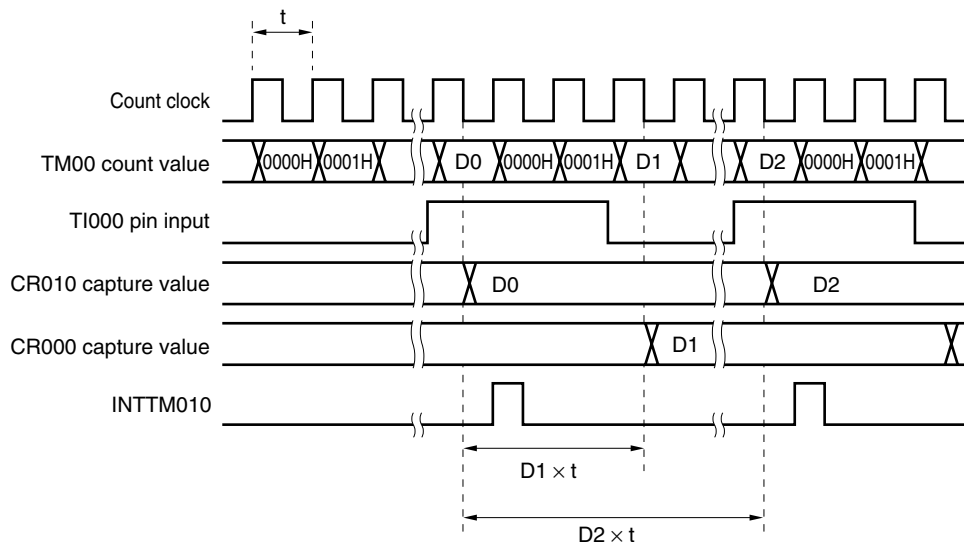 t
Count clock
TM00 count value 0000H 0001H D0 0000H 0001H D1 D2 0000H 0001H
TI000 pin input
CR010 capture value D0 D2
CR000 capture value D1
INTTM010
D1 × t
D2 × t